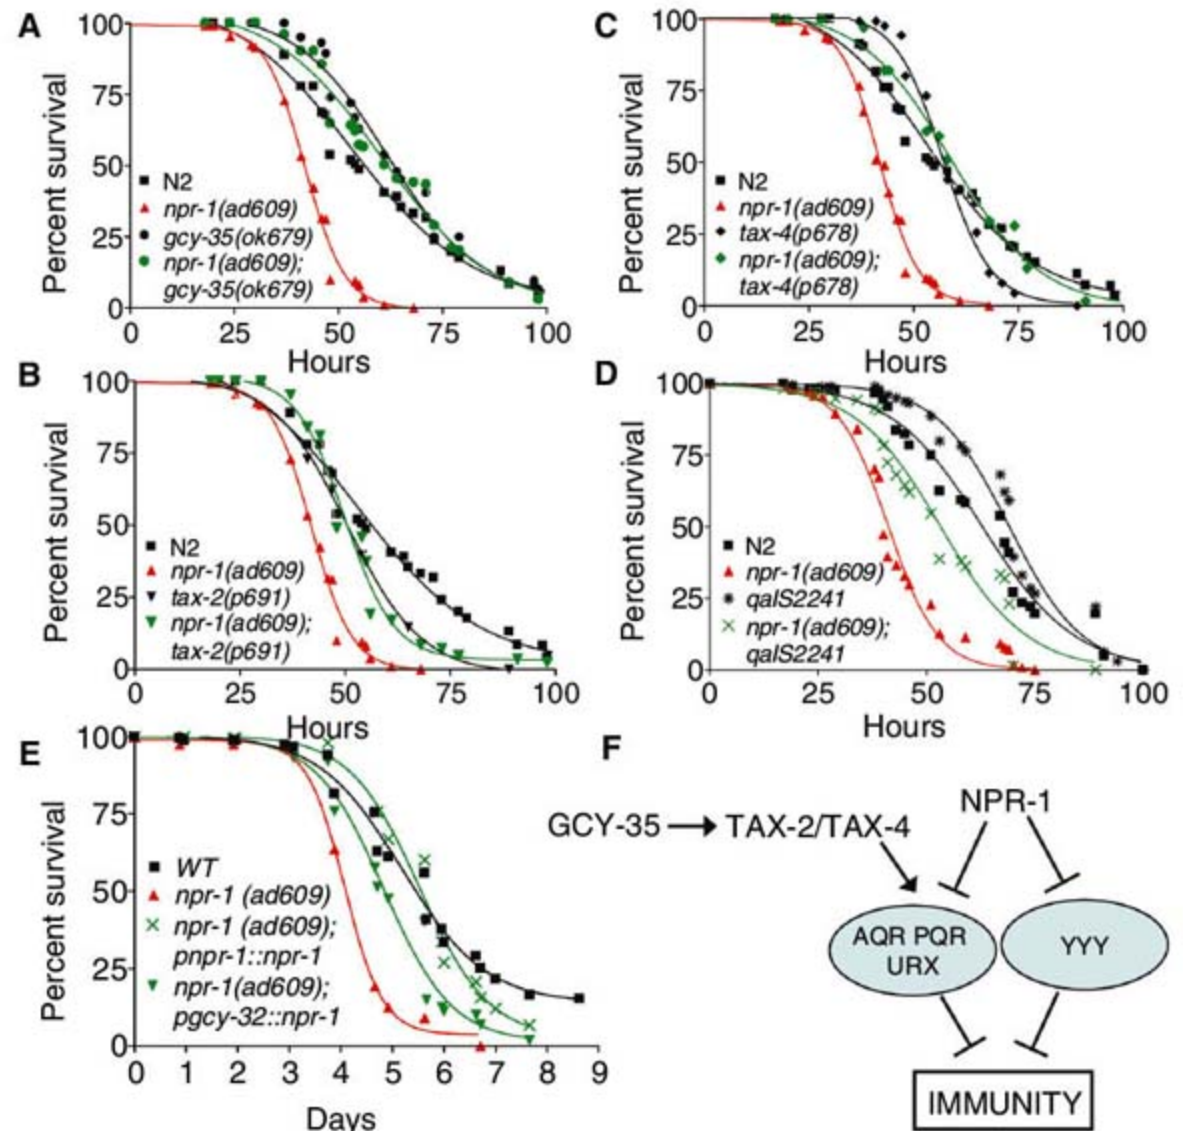 A
Percent survival
100
75
50
25
0
N2
npr-1(ad609)
gcy-35(ok679)
npr-1(ad609);
gcy-35(ok679)
0 25 50 75 100
Hours
C
Percent survival
100
75
50
25
0
N2
npr-1(ad609)
tax-4(p678)
npr-1(ad609);
tax-4(p678)
0 25 50 75 100
Hours
B
Percent survival
100
75
50
25
0
N2
npr-1(ad609)
tax-2(p691)
npr-1(ad609);
tax-2(p691)
0 25 50 75 100
Hours
D
Percent survival
100
75
50
25
0
N2
npr-1(ad609)
qaIS2241
npr-1(ad609);
qaIS2241
0 25 50 75 100
Hours
E
Percent survival
100
75
50
25
0
WT
npr-1 (ad609)
npr-1 (ad609);
pnpr-1::npr-1
npr-1(ad609);
pgcy-32::npr-1
0 1 2 3 4 5 6 7 8 9
Days
F
NPR-1
GCY-35 TAX-2/TAX-4
AQR PQR
URX
YYY
IMMUNITY